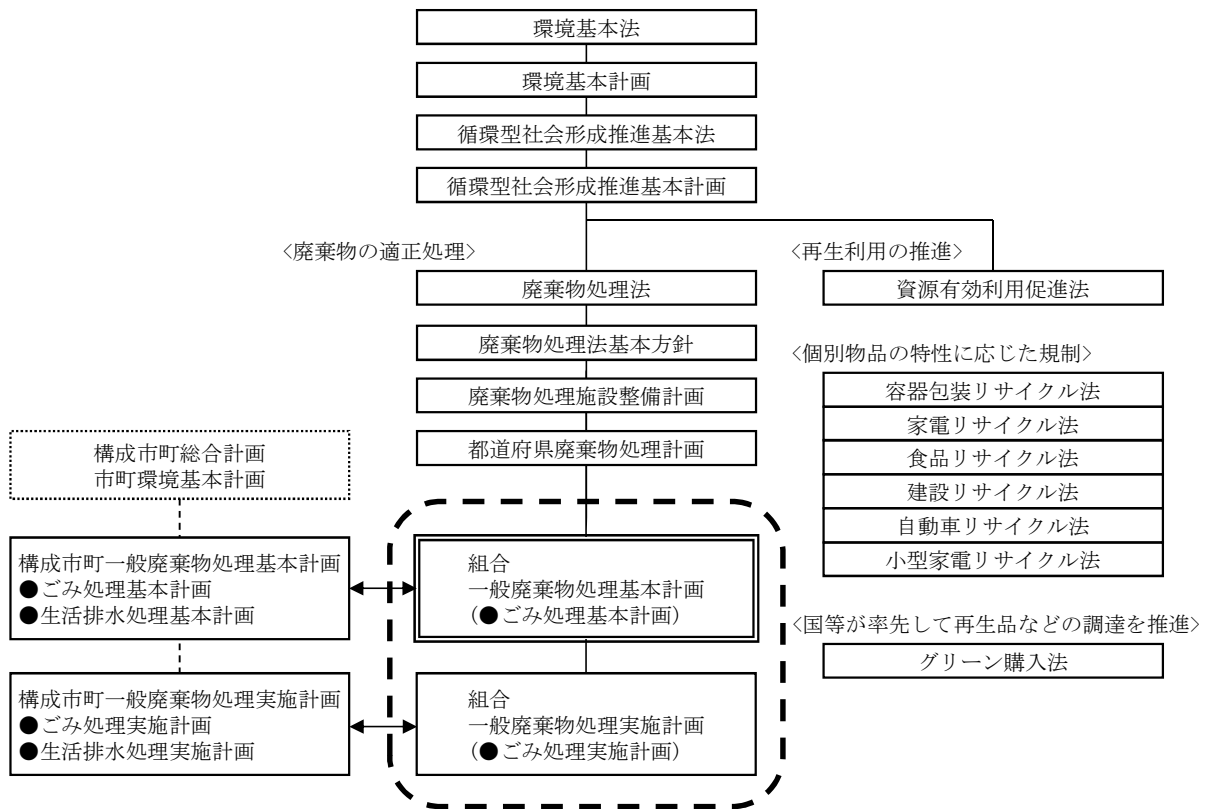 環境基本法
環境基本計画
循環型社会形成推進基本法
循環型社会形成推進基本計画
<廃棄物の適正処理>
廃棄物処理法
廃棄物処理法基本方針
廃棄物処理施設整備計画
都道府県廃棄物処理計画
<再生利用の推進>
資源有効利用促進法
<個別物品の特性に応じた規制>
容器包装リサイクル法
家電リサイクル法
食品リサイクル法
建設リサイクル法
自動車リサイクル法
小型家電リサイクル法
<国等が率先して再生品などの調達を推進>
グリーン購入法
構成市町総合計画
市町環境基本計画
構成市町一般廃棄物処理基本計画
●ごみ処理基本計画
●生活排水処理基本計画
組合
一般廃棄物処理基本計画
(●ごみ処理基本計画)
構成市町一般廃棄物処理実施計画
●ごみ処理実施計画
●生活排水処理実施計画
組合
一般廃棄物処理実施計画
(●ごみ処理実施計画)